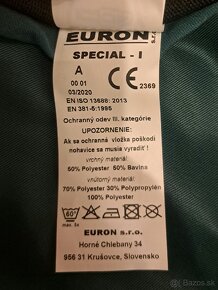 EURON s.r.o.
SPECIAL - I
A
00 01
03/2020
CE
2369
EN ISO 13688: 2013
EN 381-5:1995
Ochranný odev III. kategórie
UPOZORNENIE:
Ak sa ochranná vložka poškodí
nohavice sa musia vyradiť!
vrchný materiál:
50% Polyester 50% Bavlna
vnútorný materiál:
70% Polyester 30% Polypropylén
100% Polyester
60°
max. 5x
EURON s.r.o.
Horné Chlebany 34
956 31 Krušovce, Slovensko
bazos.sk